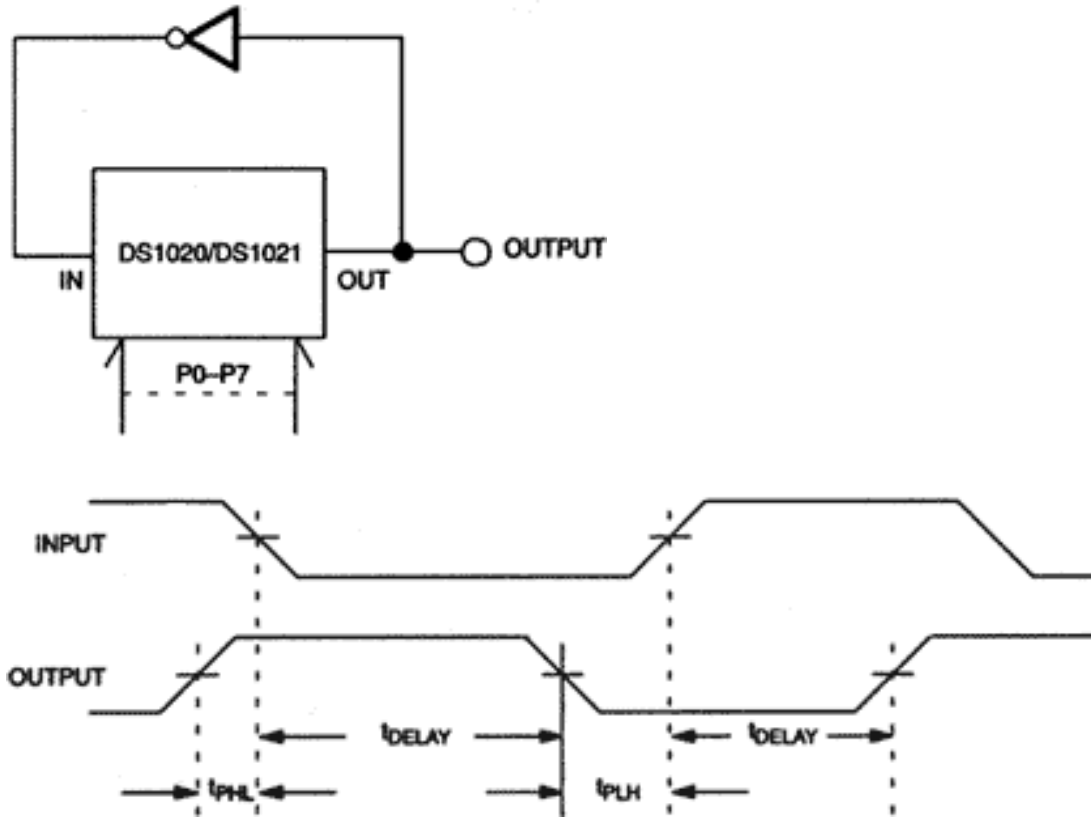 DS1020/DS1021
IN
OUT
OUTPUT
P0–P7
INPUT
OUTPUT
tDELAY
tDELAY
tPHL
tPLH